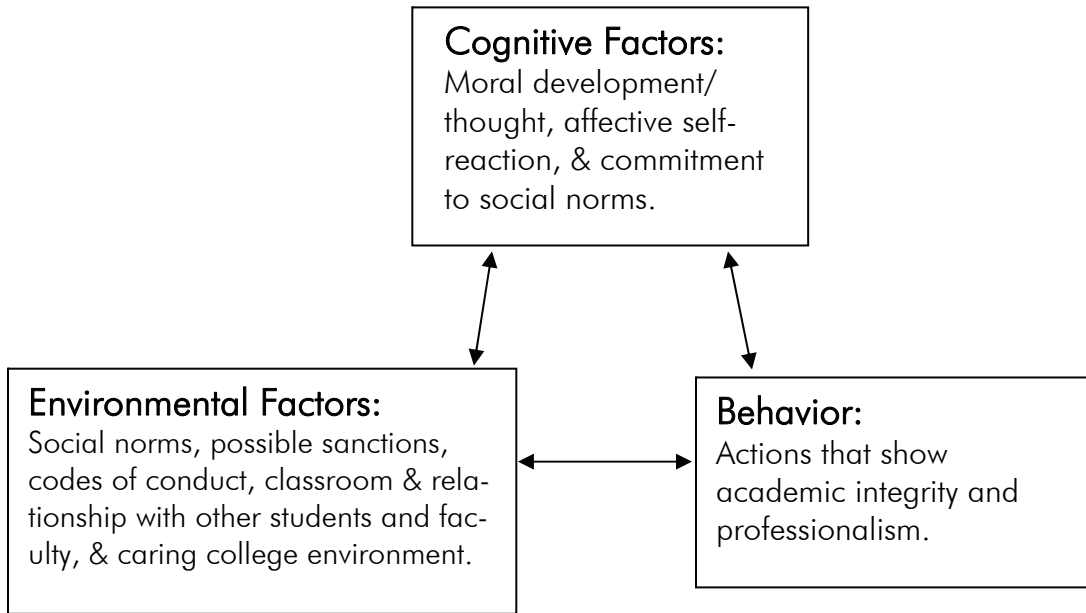 Cognitive Factors:
Moral development/
thought, affective self-
reaction, & commitment
to social norms.
Environmental Factors:
Social norms, possible sanctions,
codes of conduct, classroom & rela-
tionship with other students and fac-
ulty, & caring college environment.
Behavior:
Actions that show
academic integrity and
professionalism.